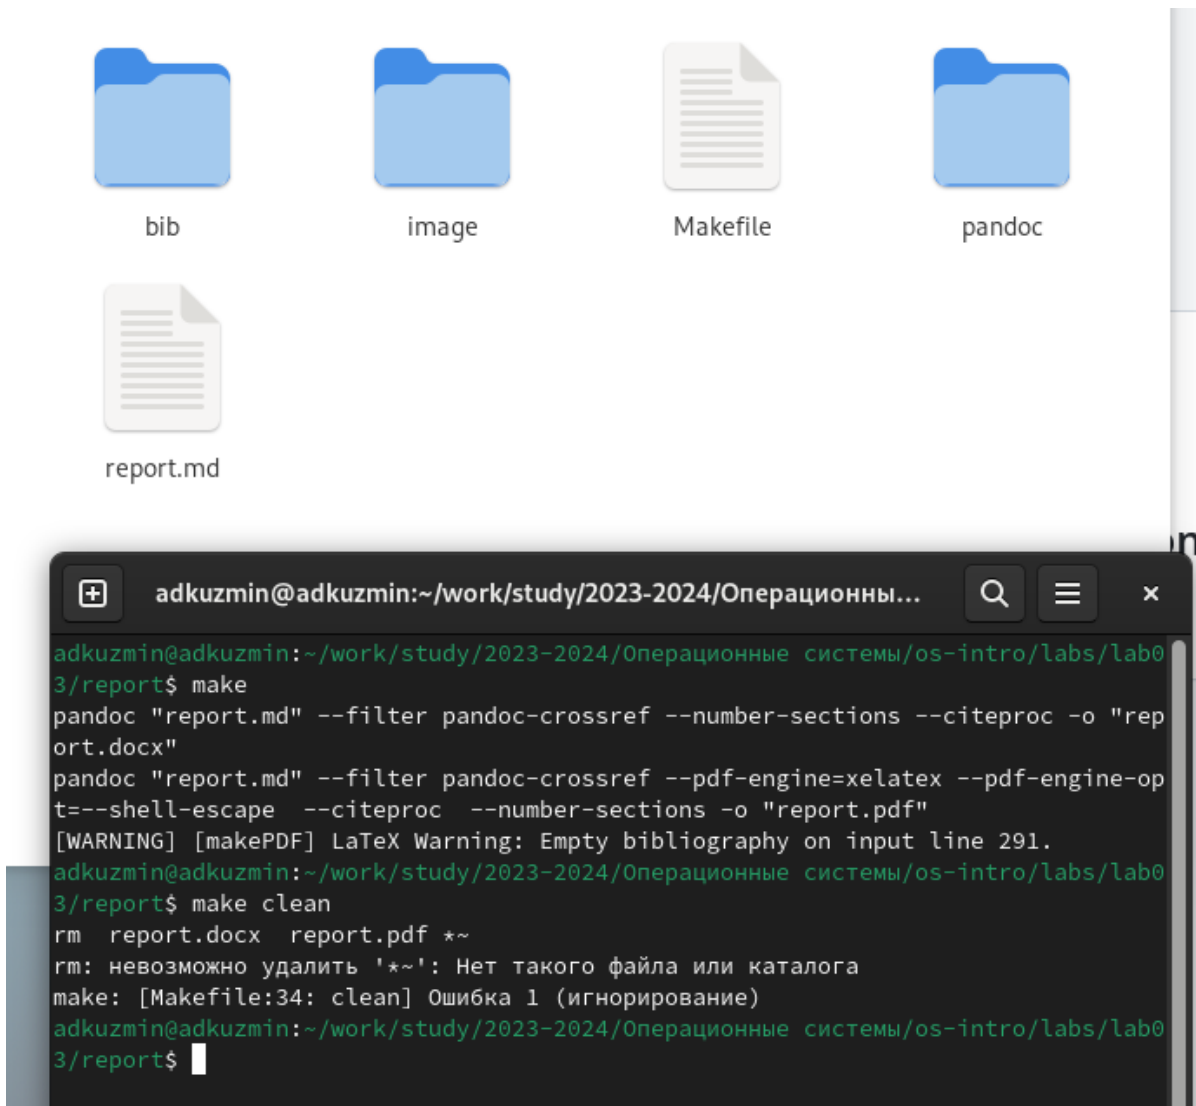 bib
image
Makefile
pandoc
report.md
adkuzmin@adkuzmin:~/work/study/2023-2024/Операционны...
adkuzmin@adkuzmin:~/work/study/2023-2024/Операционные системы/os-intro/labs/lab0
3/report$ make
pandoc "report.md" --filter pandoc-crossref --number-sections --citeproc -o "rep
ort.docx"
pandoc "report.md" --filter pandoc-crossref --pdf-engine=xelatex --pdf-engine-op
t=--shell-escape  --citeproc  --number-sections -o "report.pdf"
[WARNING] [makePDF] LaTeX Warning: Empty bibliography on input line 291.
adkuzmin@adkuzmin:~/work/study/2023-2024/Операционные системы/os-intro/labs/lab0
3/report$ make clean
rm  report.docx  report.pdf *~
rm: невозможно удалить '*~': Нет такого файла или каталога
make: [Makefile:34: clean] Ошибка 1 (игнорирование)
adkuzmin@adkuzmin:~/work/study/2023-2024/Операционные системы/os-intro/labs/lab0
3/report$